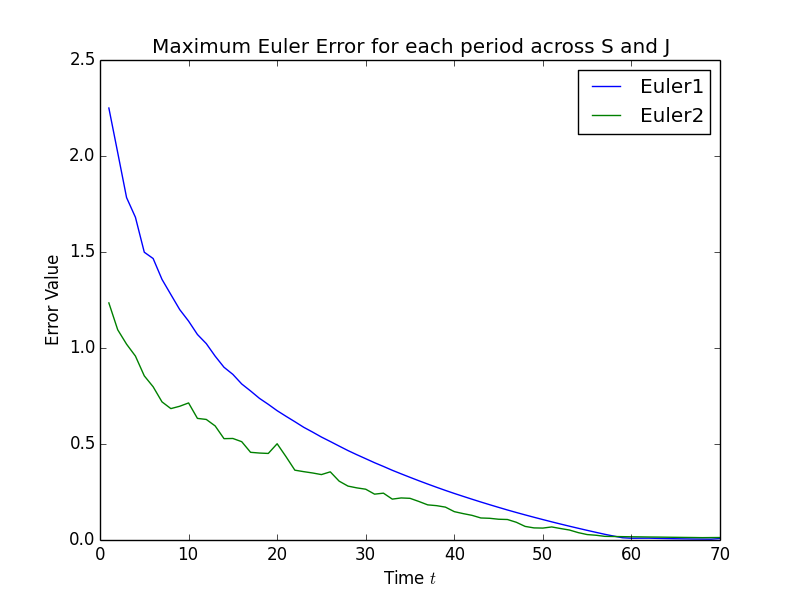 Maximum Euler Error for each period across S and J
2.5
2.0
1.5
1.0
0.5
0.0
Error Value
Euler1
Euler2
0 10 20 30 40 50 60 70
Time t